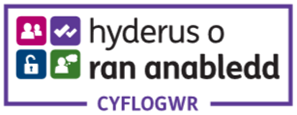 hyderus o
ran anabledd
CYFLOGWR